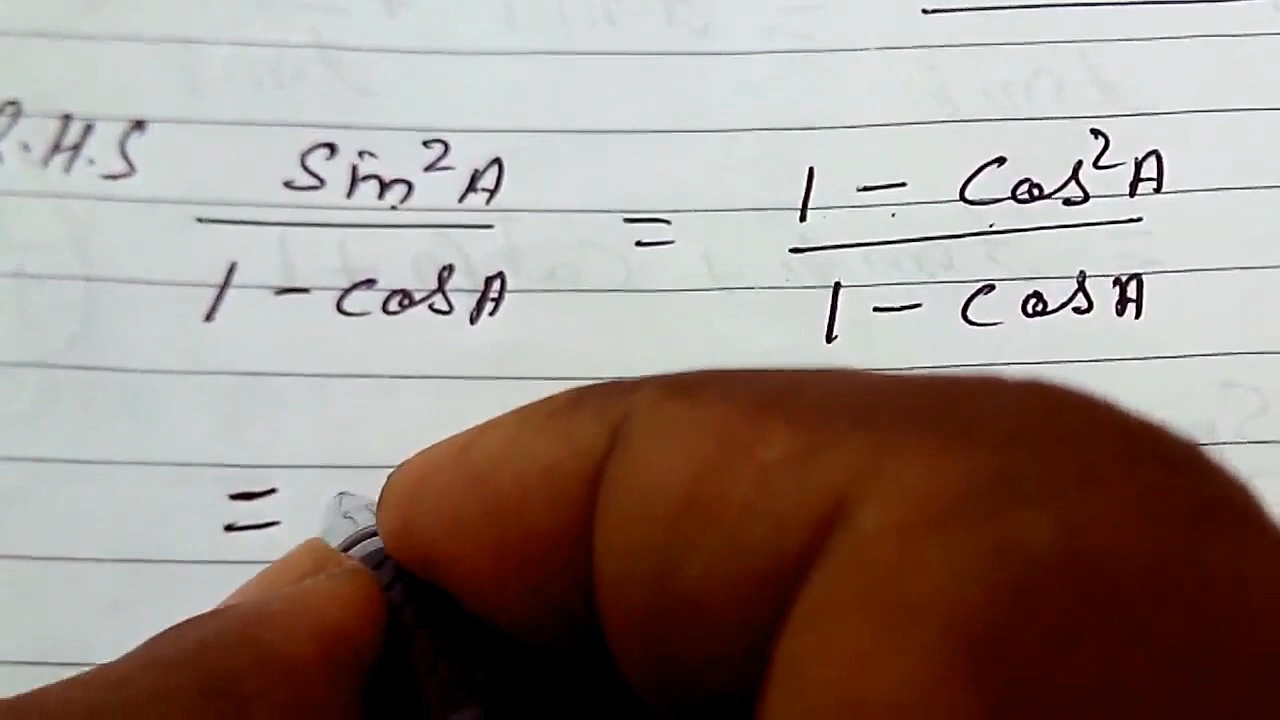 R.H.S Sin²A / 1 - cosA = 1 - Cos²A / 1 - cosA
=